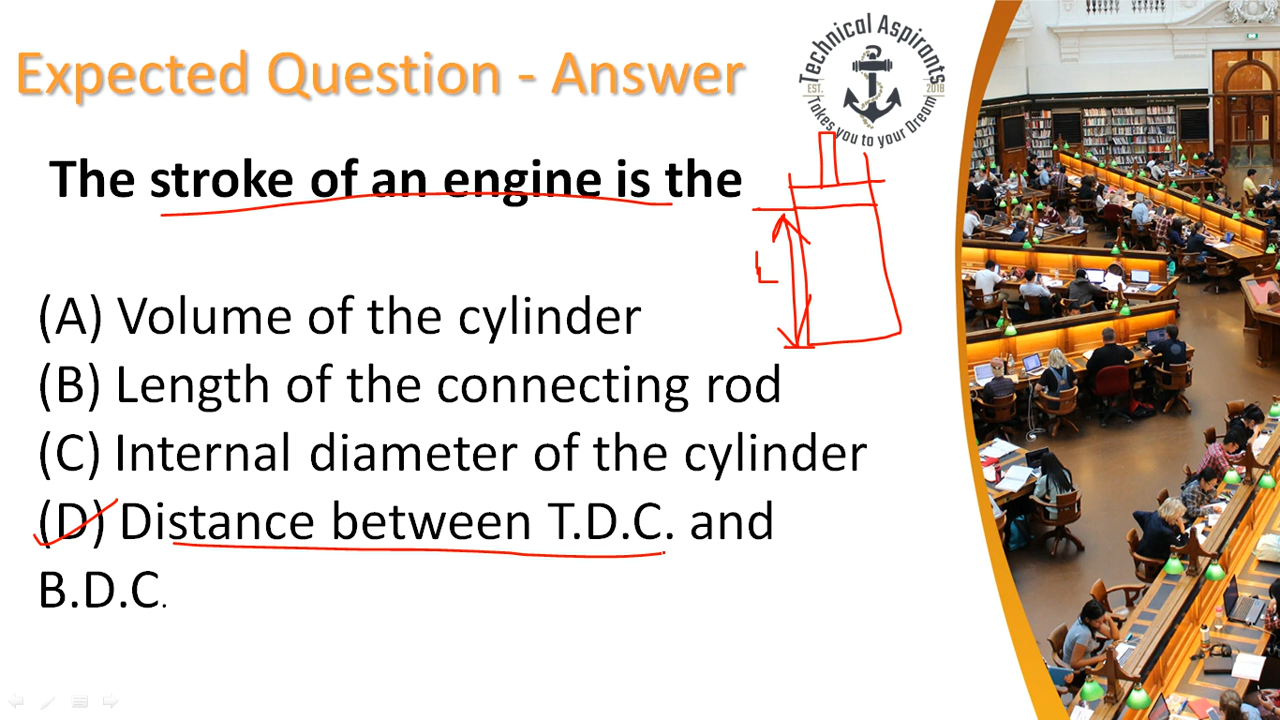 Expected Question - Answer
Technical Aspirants
EST. 2018
Takes you to your Dream
The stroke of an engine is the
L
(A) Volume of the cylinder
(B) Length of the connecting rod
(C) Internal diameter of the cylinder
(D) Distance between T.D.C. and
B.D.C.